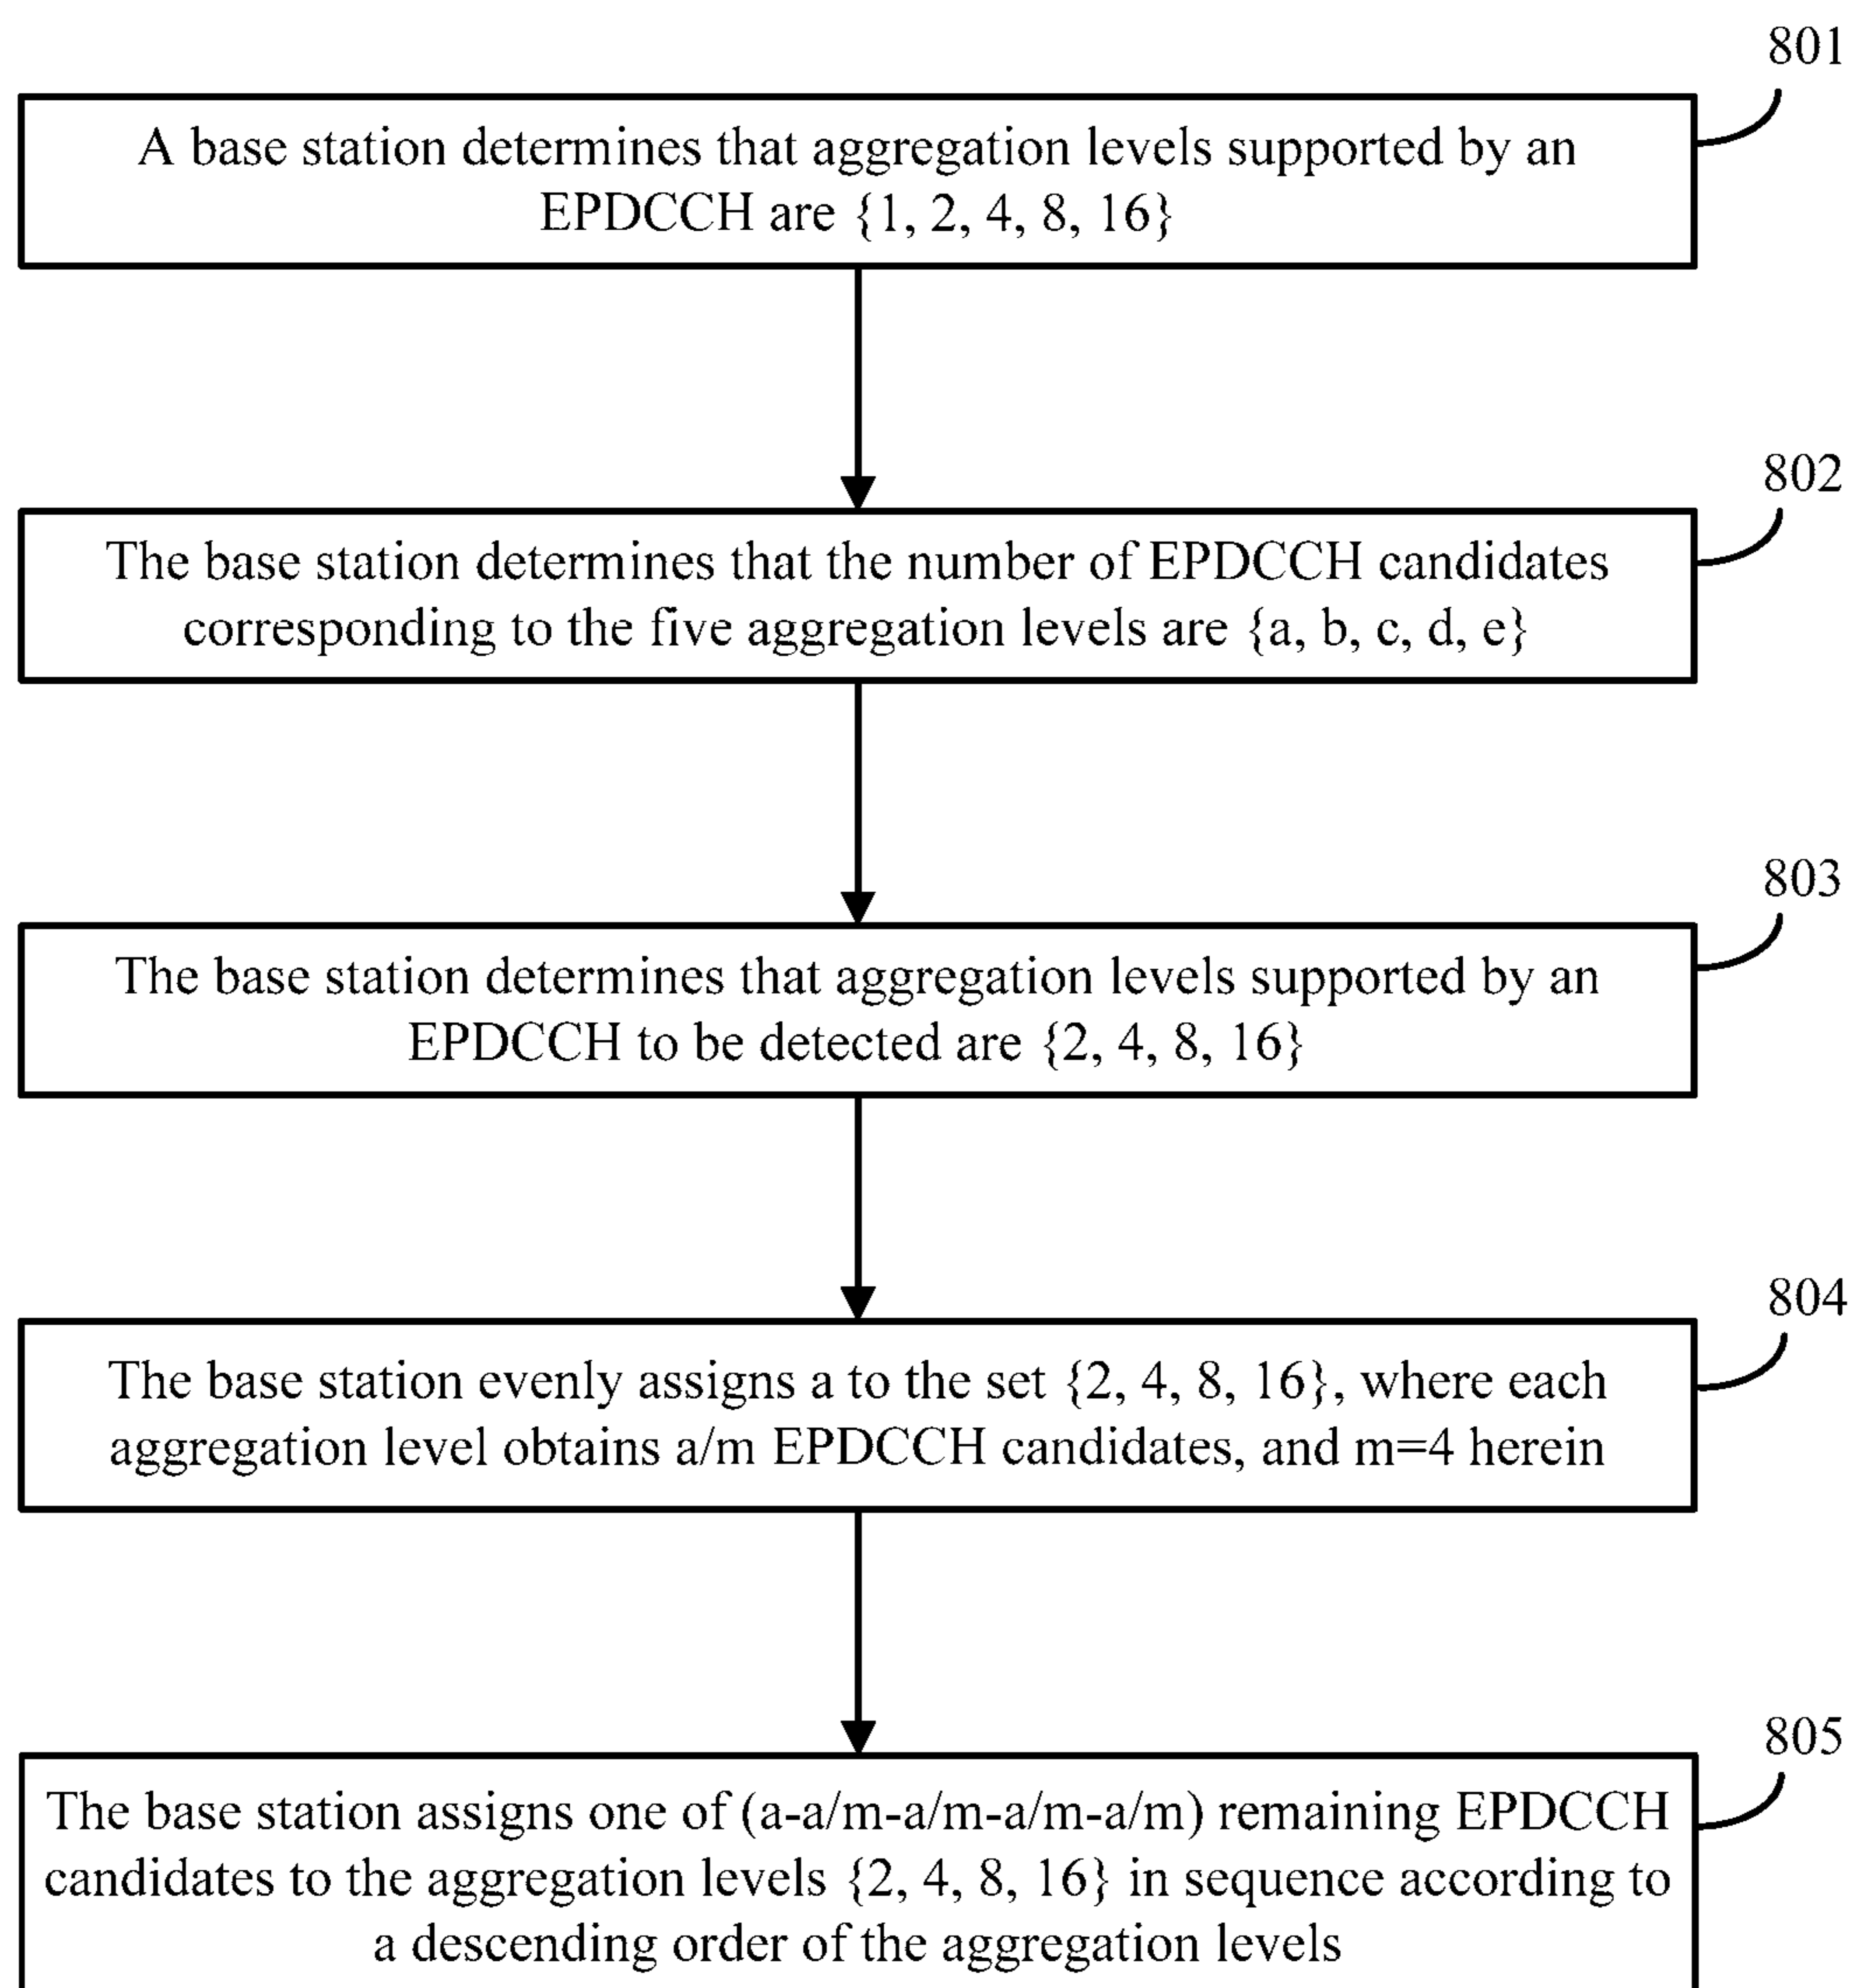 801
A base station determines that aggregation levels supported by an
EPDCCH are {1, 2, 4, 8, 16}
802
The base station determines that the number of EPDCCH candidates
corresponding to the five aggregation levels are {a, b, c, d, e}
803
The base station determines that aggregation levels supported by an
EPDCCH to be detected are {2, 4, 8, 16}
804
The base station evenly assigns a to the set {2, 4, 8, 16}, where each
aggregation level obtains a/m EPDCCH candidates, and m=4 herein
805
The base station assigns one of (a-a/m-a/m-a/m-a/m) remaining EPDCCH
candidates to the aggregation levels {2, 4, 8, 16} in sequence according to
a descending order of the aggregation levels